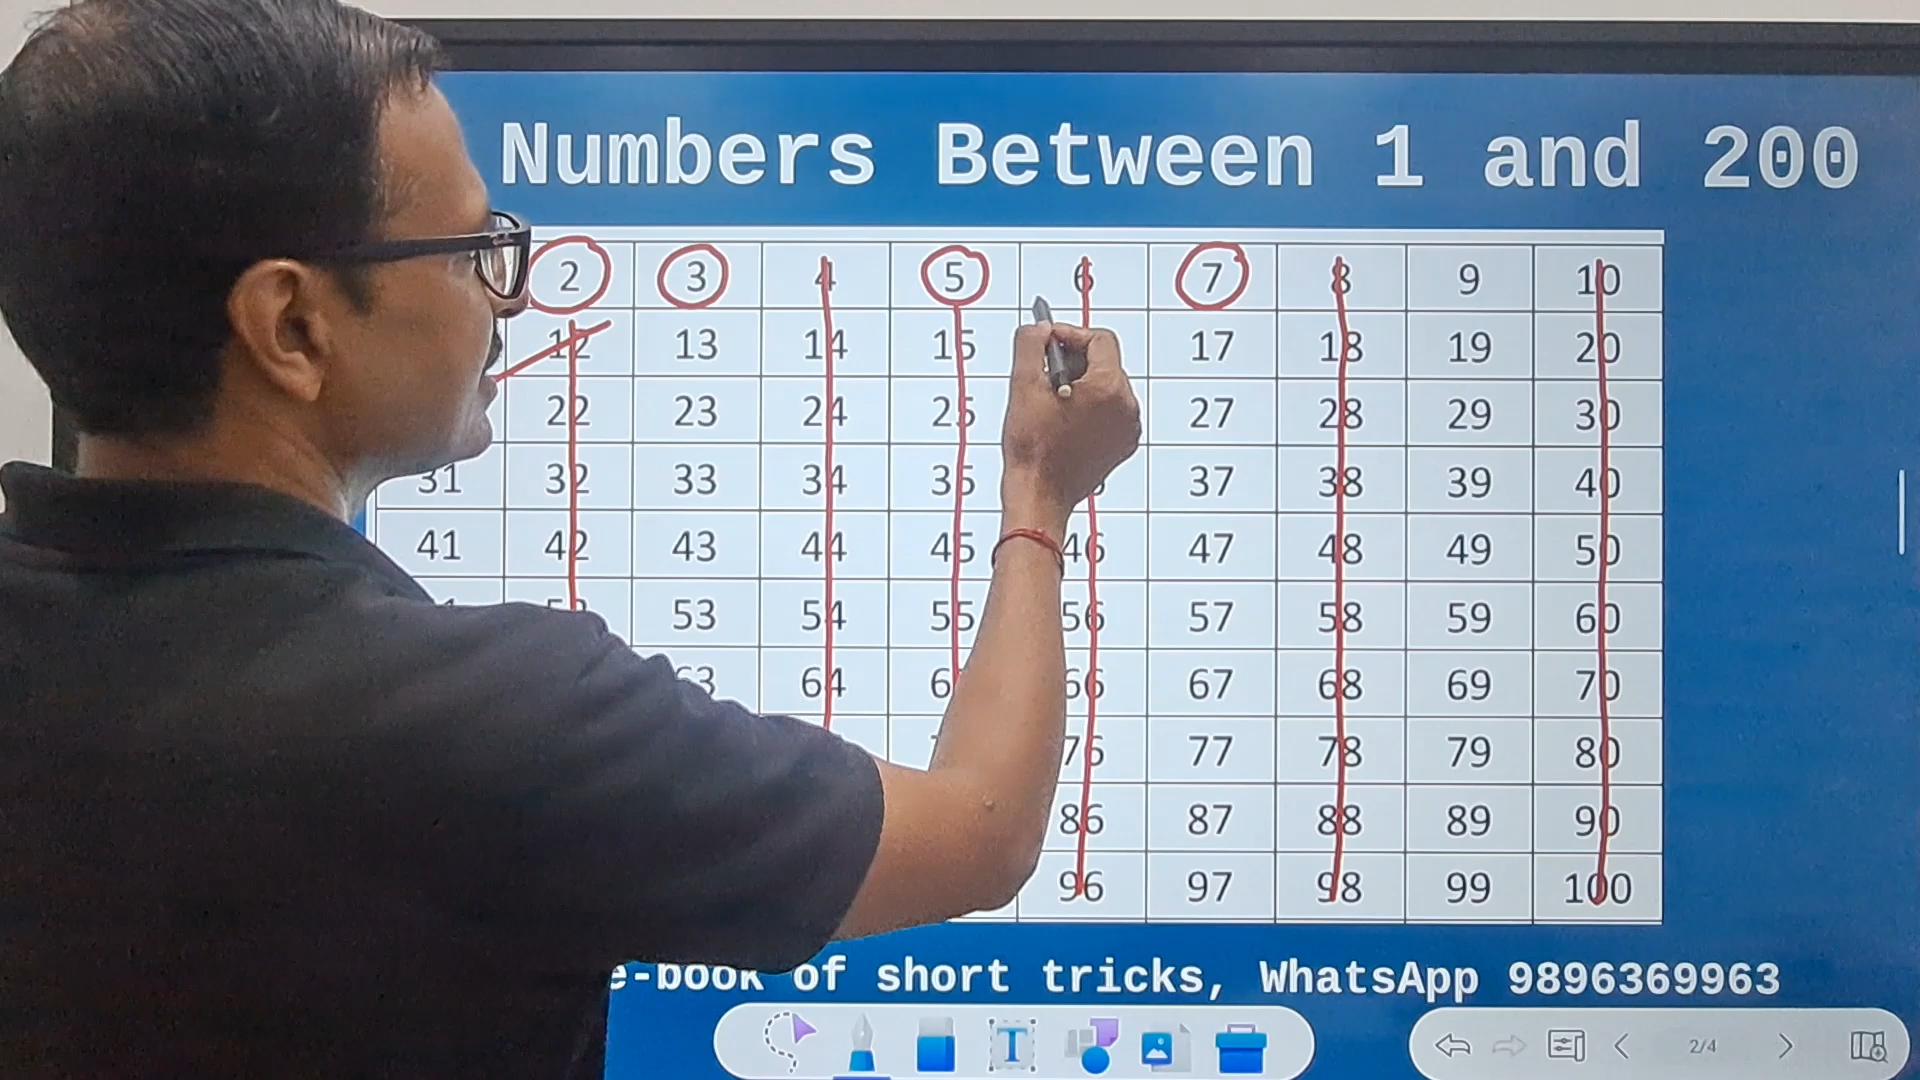 Numbers Between 1 and 200
2 3 4 5 6 7 8 9 10
12 13 14 15 17 18 19 20
22 23 24 25 27 28 29 30
31 32 33 34 35 37 38 39 40
41 42 43 44 45 46 47 48 49 50
53 54 55 56 57 58 59 60
63 64 66 67 68 69 70
76 77 78 79 80
86 87 88 89 90
96 97 98 99 100
e-book of short tricks, WhatsApp 9896369963
T
2/4